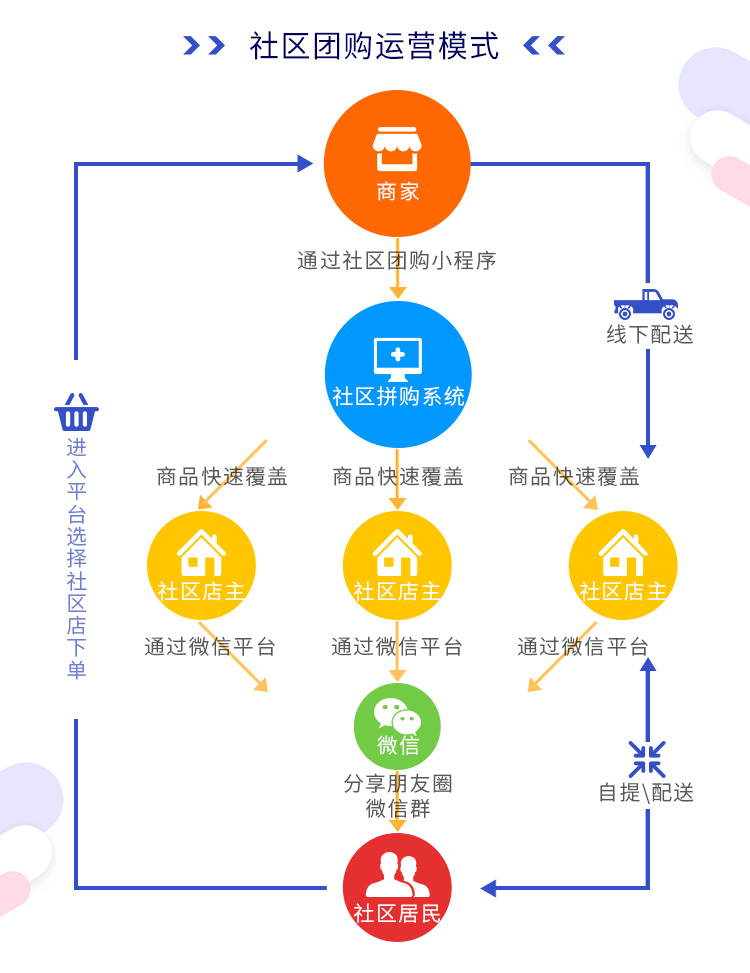 社区团购运营模式
商家
通过社区团购小程序
线下配送
社区拼购系统
进入平台选择社区店下单
商品快速覆盖
商品快速覆盖
商品快速覆盖
社区店主
社区店主
社区店主
通过微信平台
通过微信平台
通过微信平台
微信
分享朋友圈
微信群
自提\配送
社区居民